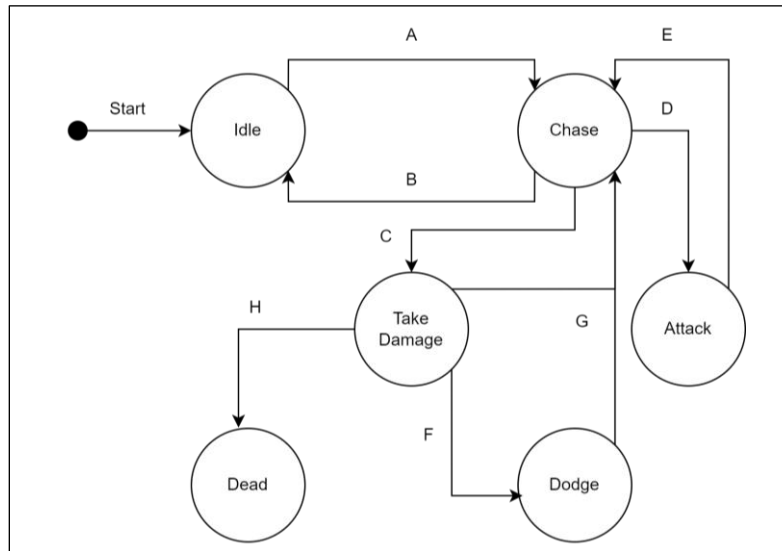 A
E
Start
D
Idle
Chase
B
C
H
Take
Damage
G
Attack
F
Dead
Dodge